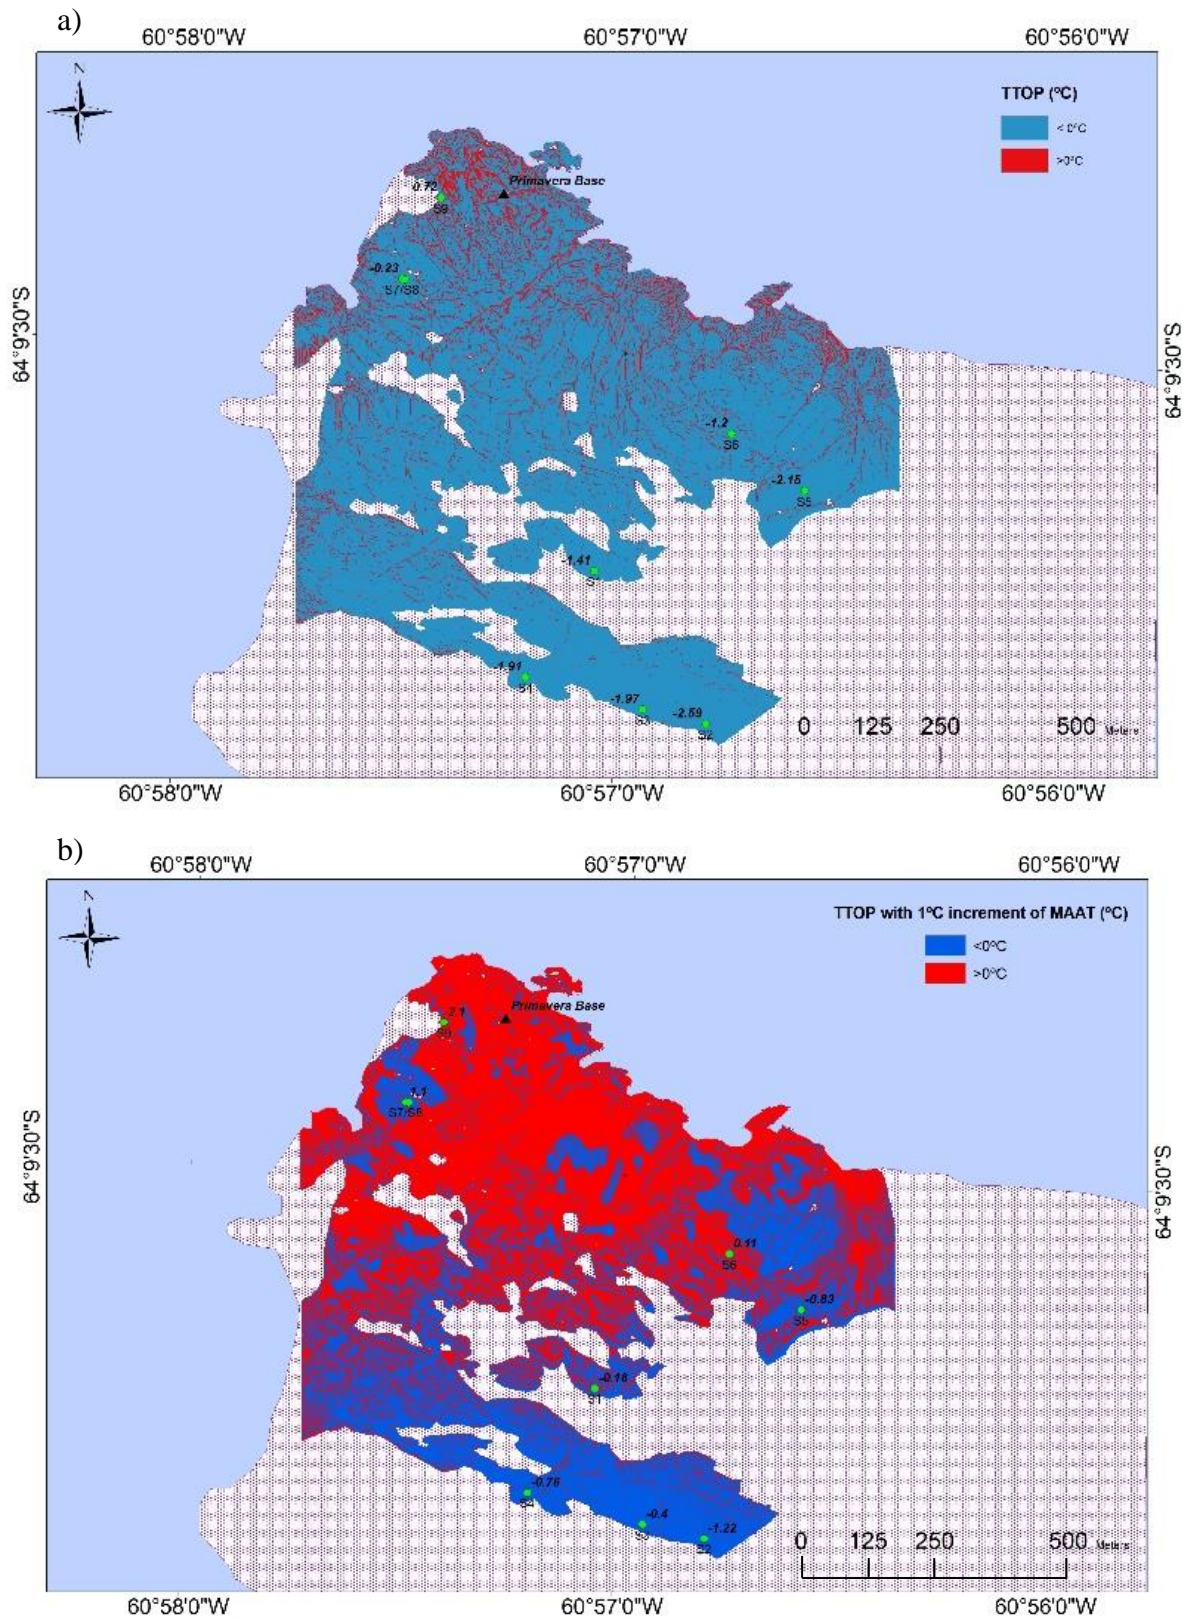 a)
60°58'0"W 60°57'0"W 60°56'0"W
N
TTOP (ºC)
< 0ºC
>0ºC
0.72
Primavera Base
S9
-0.23
S7/S8
64°9'30"S
64°9'30"S
-1.2
S6
-2.15
S5
-1.41
-1.91
-1.97
-2.59
S2
0 125 250 500 Meters
60°58'0"W 60°57'0"W 60°56'0"W
b)
60°58'0"W 60°57'0"W 60°56'0"W
N
TTOP with 1ºC increment of MAAT (ºC)
<0ºC
>0ºC
2.1
Primavera Base
S9
1.1
S7/S8
64°9'30"S
64°9'30"S
0.11
S6
-0.83
S5
-0.18
S1
-0.76
S4
-0.4
-1.22
S2
0 125 250 500 Meters
60°58'0"W 60°57'0"W 60°56'0"W